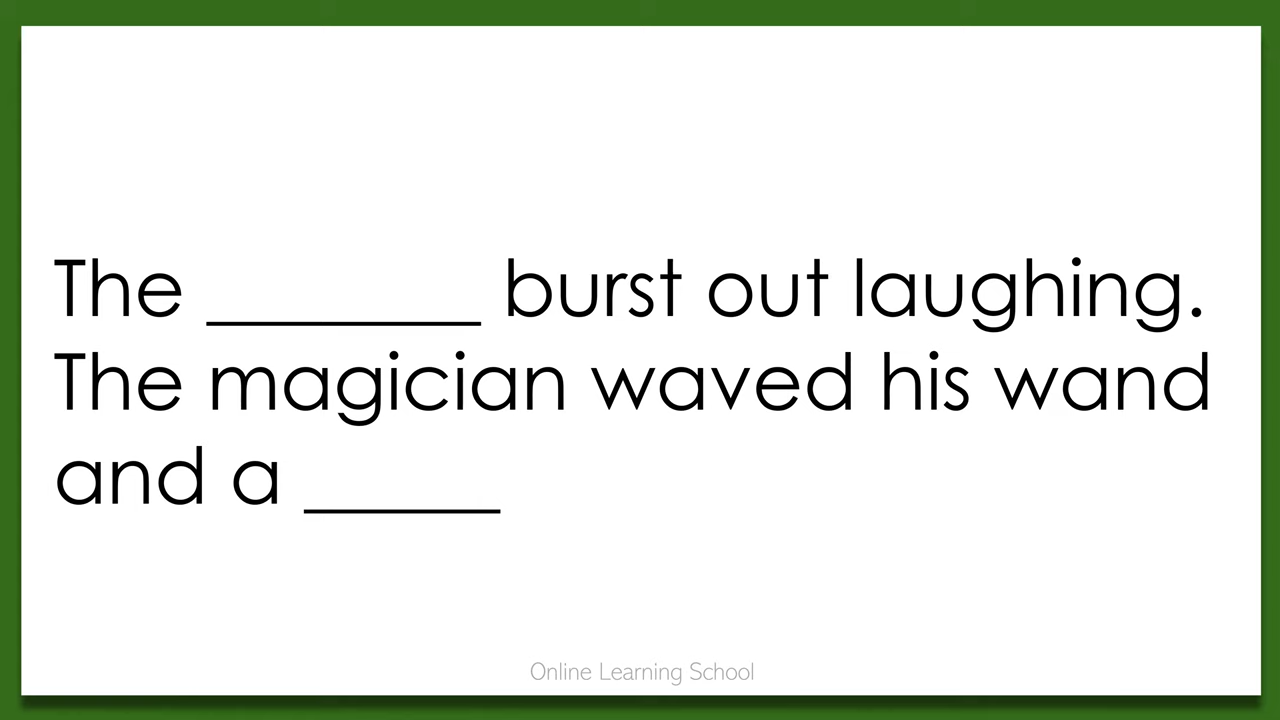 The _______ burst out laughing.
The magician waved his wand
and a _____
Online Learning School